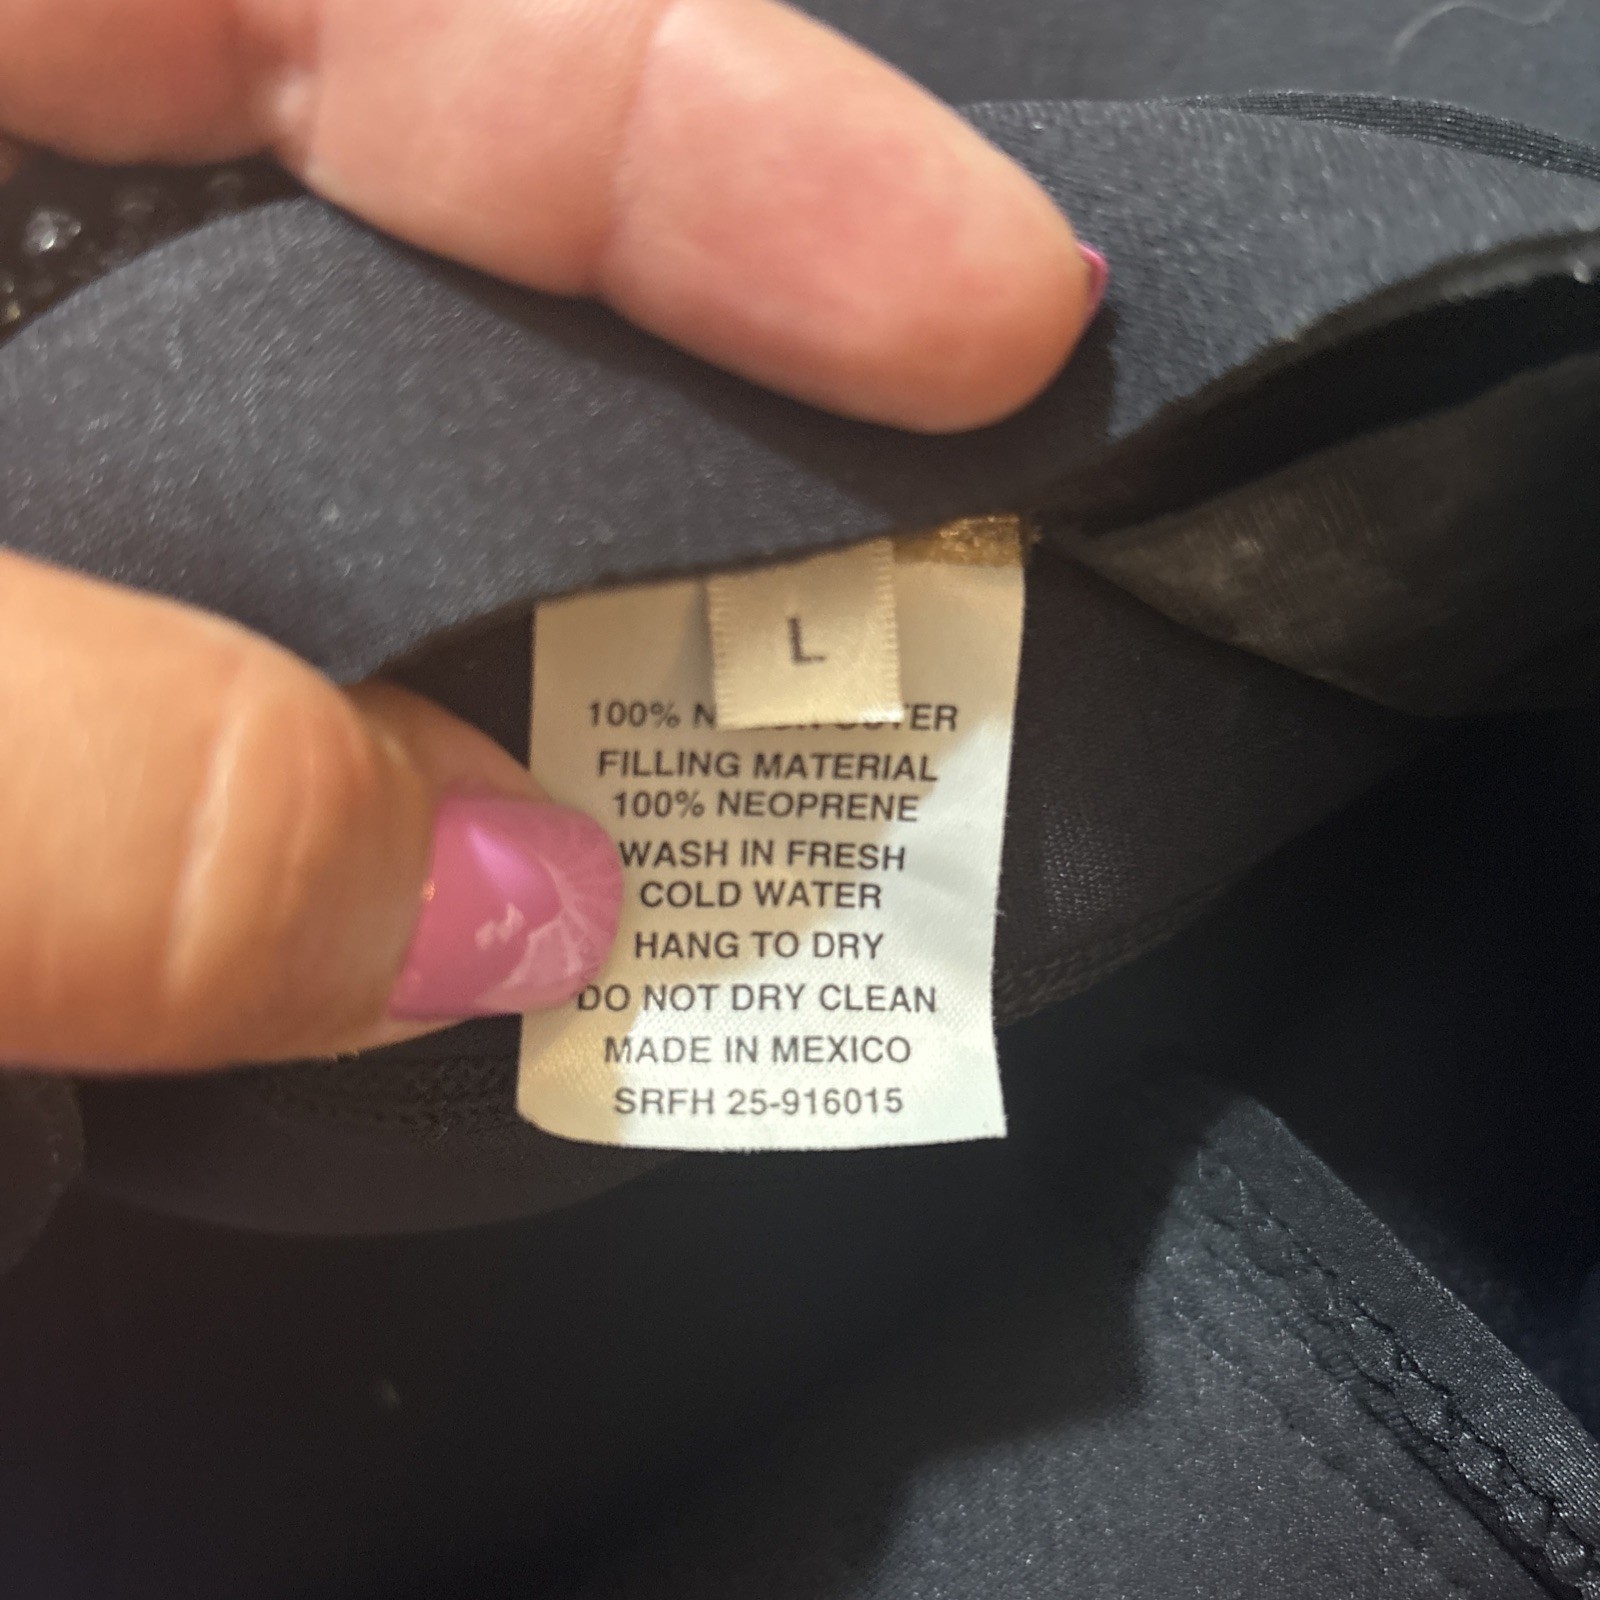 L
100%
FILLING MATERIAL
100% NEOPRENE
WASH IN FRESH
COLD WATER
HANG TO DRY
DO NOT DRY CLEAN
MADE IN MEXICO
SRFH 25-916015